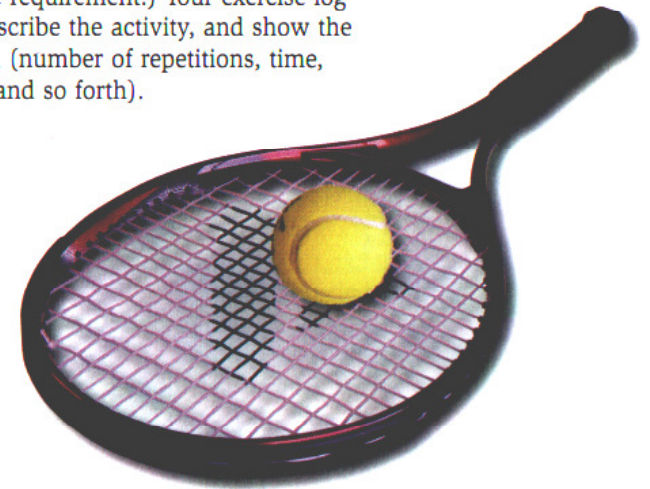 requirement.) Your exercise log
scribe the activity, and show the
(number of repetitions, time,
and so forth).